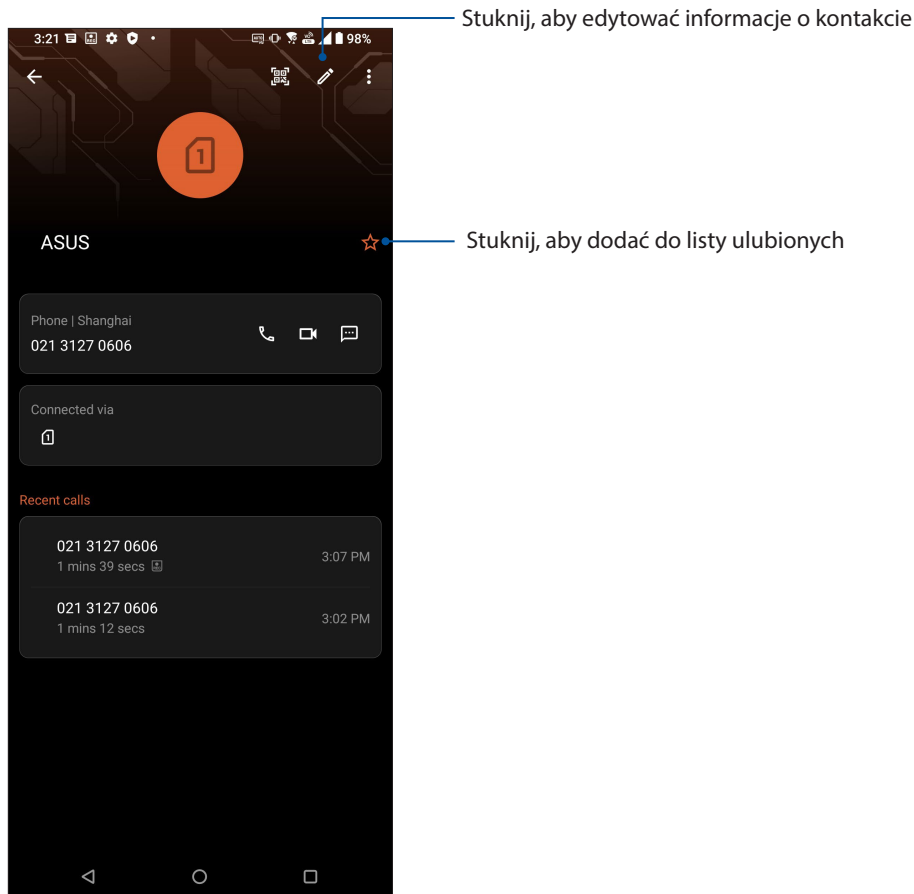 Stuknij, aby edytować informacje o kontakcie
3:21 98%
1
ASUS
Stuknij, aby dodać do listy ulubionych
Phone | Shanghai
021 3127 0606
Connected via
1
Recent calls
021 3127 0606
3:07 PM
1 mins 39 secs
021 3127 0606
3:02 PM
1 mins 12 secs